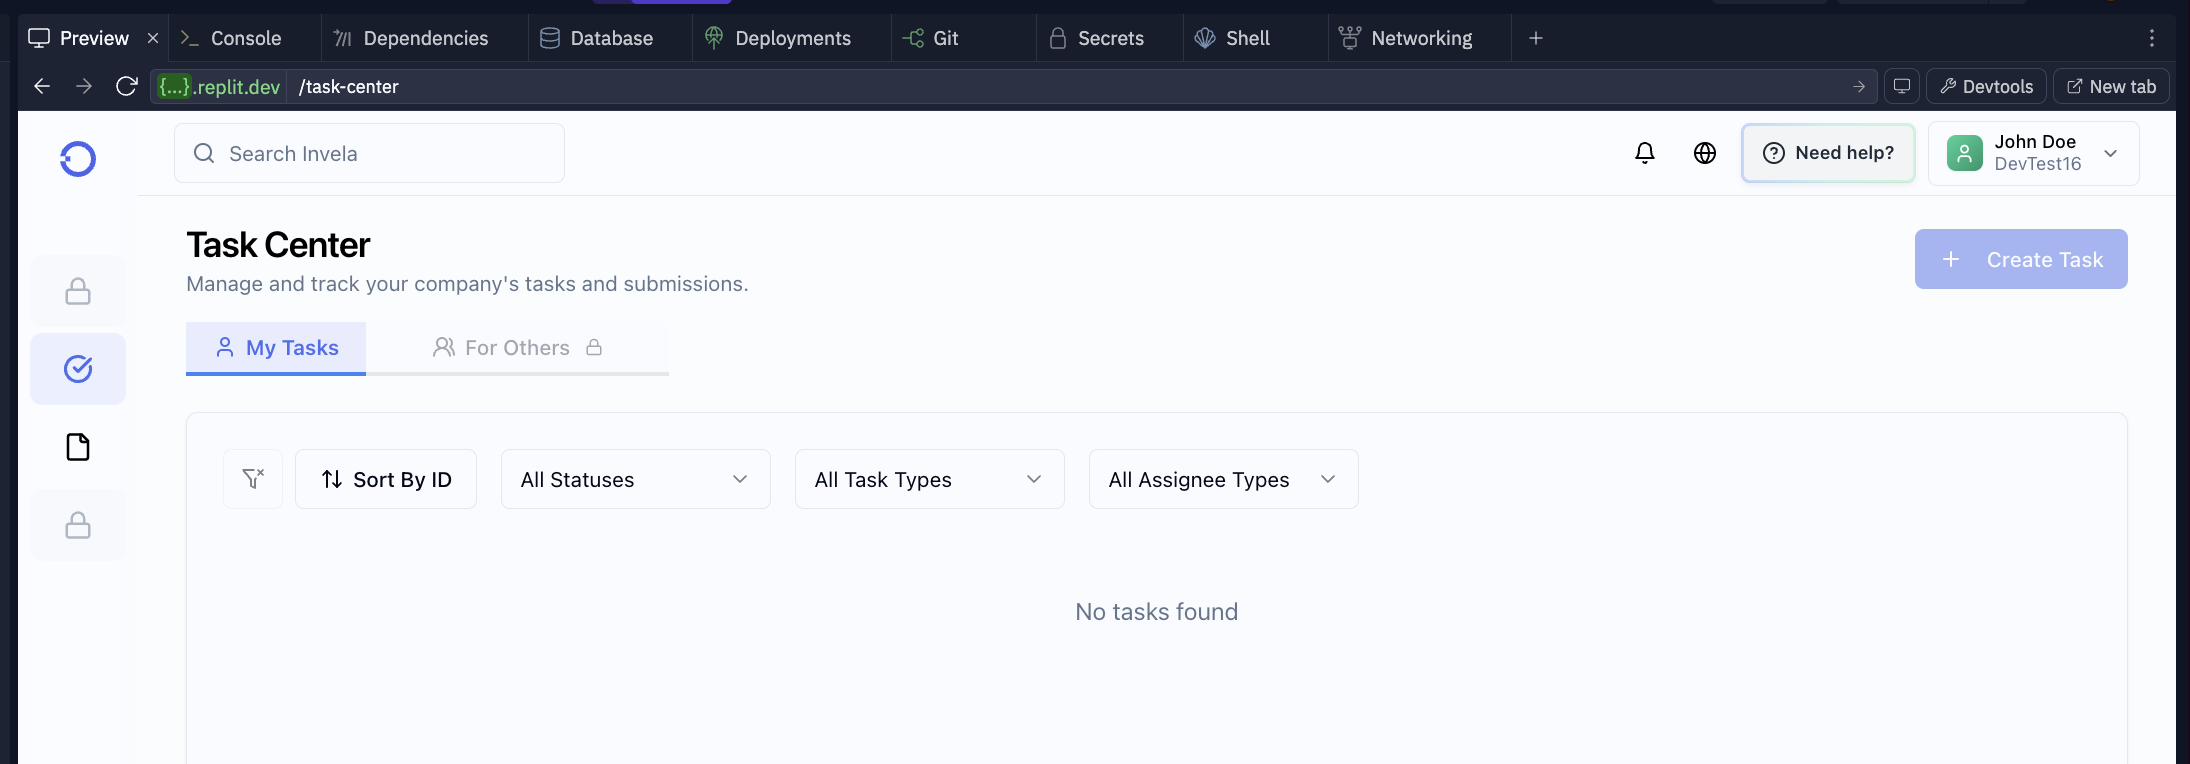 Preview
Console
Dependencies
Database
Deployments
Git
Secrets
Shell
Networking
{...}.replit.dev /task-center
Devtools
New tab
Search Invela
Need help?
John Doe
DevTest16
Task Center
Manage and track your company's tasks and submissions.
Create Task
My Tasks
For Others
Sort By ID
All Statuses
All Task Types
All Assignee Types
No tasks found